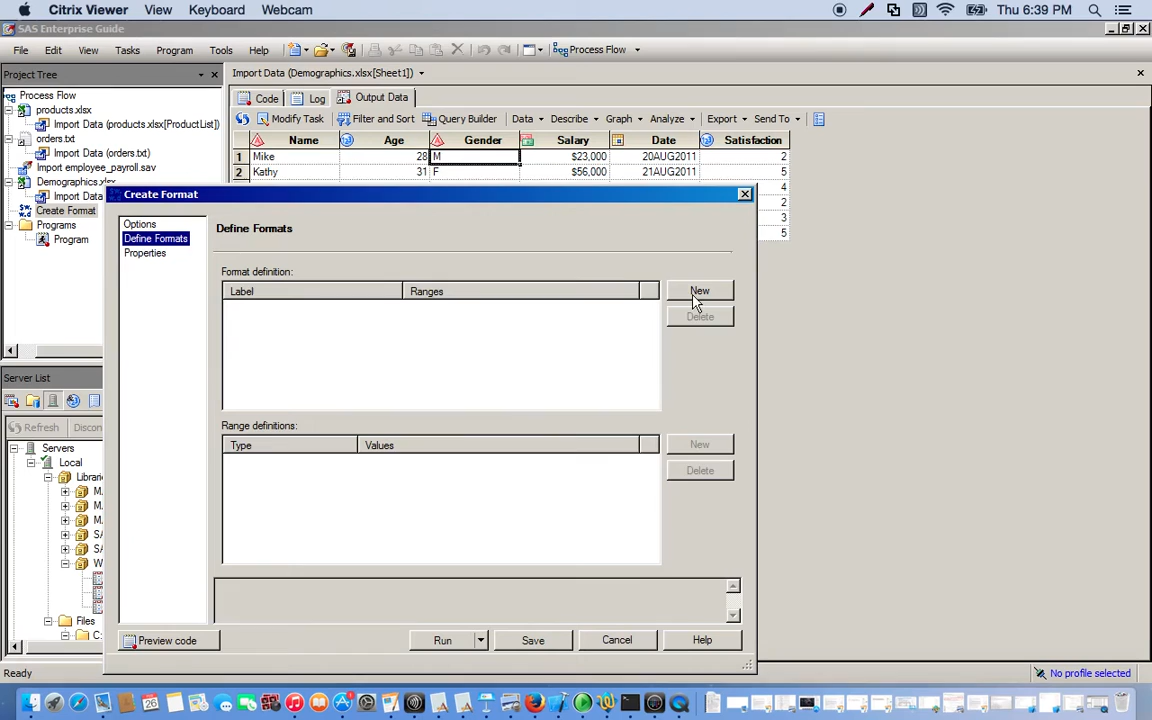 Citrix Viewer View Keyboard Webcam Thu 6:39 PM
SAS Enterprise Guide
File Edit View Tasks Program Tools Help Process Flow
Project Tree
Import Data (Demographics.xlsx[Sheet1])
Process Flow
products.xlsx
Import Data (products.xlsx[ProductList])
orders.txt
Import Data (orders.txt)
Import employee_payroll.sav
Demographics.xlsx
Import Data
Create Format
Programs
Program
Code Log Output Data
Modify Task Filter and Sort Query Builder Data Describe Graph Analyze Export Send To
Name Age Gender Salary Date Satisfaction
1 Mike 28 M $23,000 20AUG2011 2
2 Kathy 31 F $56,000 21AUG2011 5
4
2
3
5
Create Format
Options
Define Formats
Properties
Define Formats
Format definition:
Label Ranges
New
Delete
Range definitions:
Type Values
New
Delete
Preview code Run Save Cancel Help
Server List
Refresh Discon
Servers
Local
Librari
M.
M.
M.
SA
SA
W
Files
C:
Ready No profile selected
26